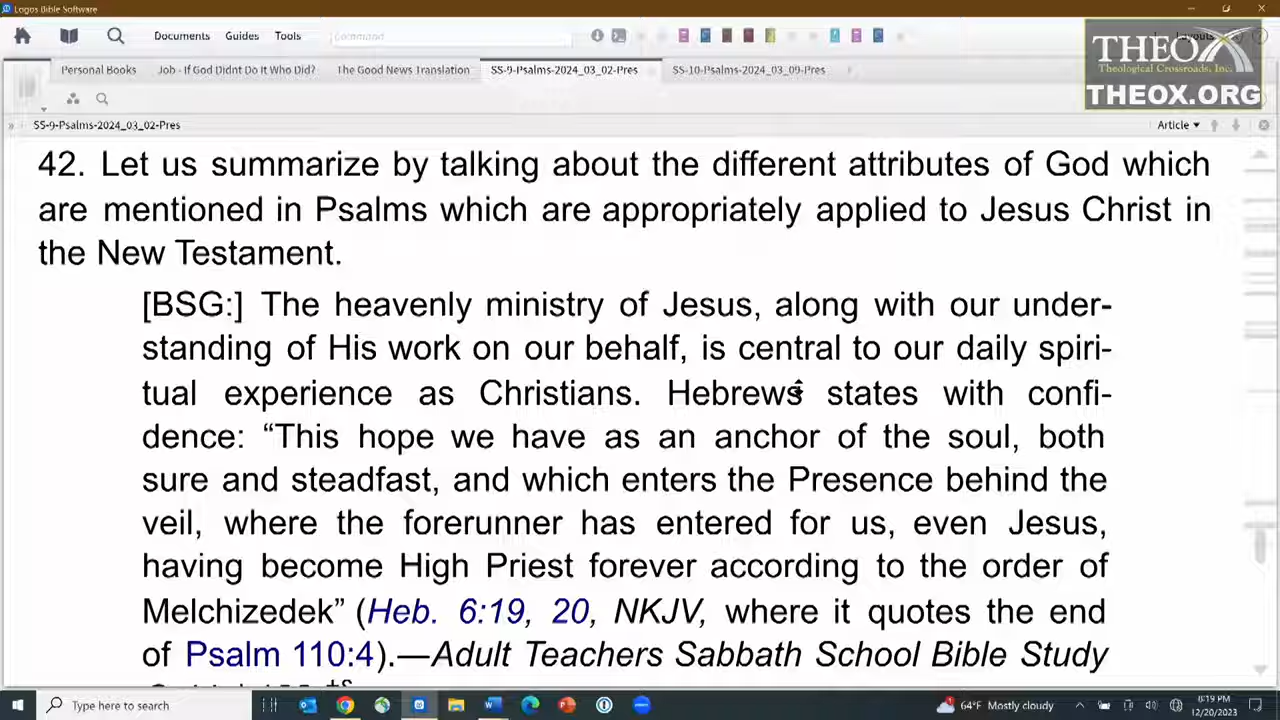 Logos Bible Software
Documents Guides Tools Command
THEOX
Theological Crossroads, Inc.
THEOX.ORG
Personal Books Job - If God Didnt Do It Who Did? SS-9-Psalms-2024_03_02-Pres SS-10-Psalms-2024_03_09-Pres
SS-9-Psalms-2024_03_02-Pres Article
42. Let us summarize by talking about the different attributes of God which
are mentioned in Psalms which are appropriately applied to Jesus Christ in
the New Testament.
[BSG:] The heavenly ministry of Jesus, along with our under-
standing of His work on our behalf, is central to our daily spiri-
tual experience as Christians. Hebrews states with confi-
dence: “This hope we have as an anchor of the soul, both
sure and steadfast, and which enters the Presence behind the
veil, where the forerunner has entered for us, even Jesus,
having become High Priest forever according to the order of
Melchizedek” (Heb. 6:19, 20, NKJV, where it quotes the end
of Psalm 110:4).—Adult Teachers Sabbath School Bible Study
Type here to search 64°F Mostly cloudy 8:19 PM
12/20/2023